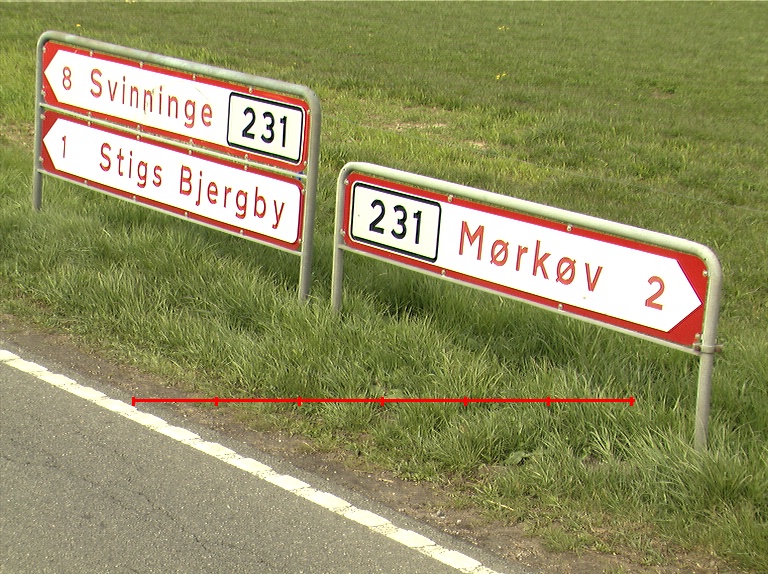 8 Svinninge 231
1 Stigs Bjergby
231 Mørkøv 2